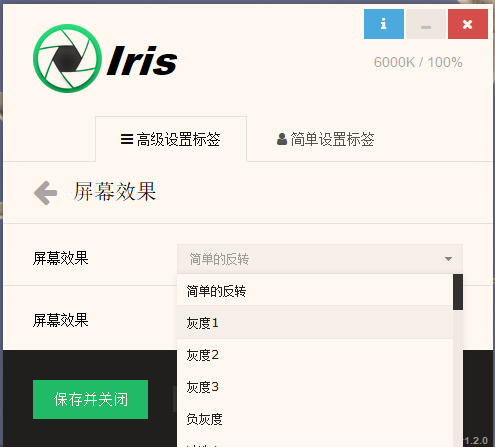 Iris
6000K / 100%
高级设置标签
简单设置标签
屏幕效果
屏幕效果
简单的反转
简单的反转
灰度1
屏幕效果
灰度2
灰度3
保存并关闭
负灰度
1.2.0